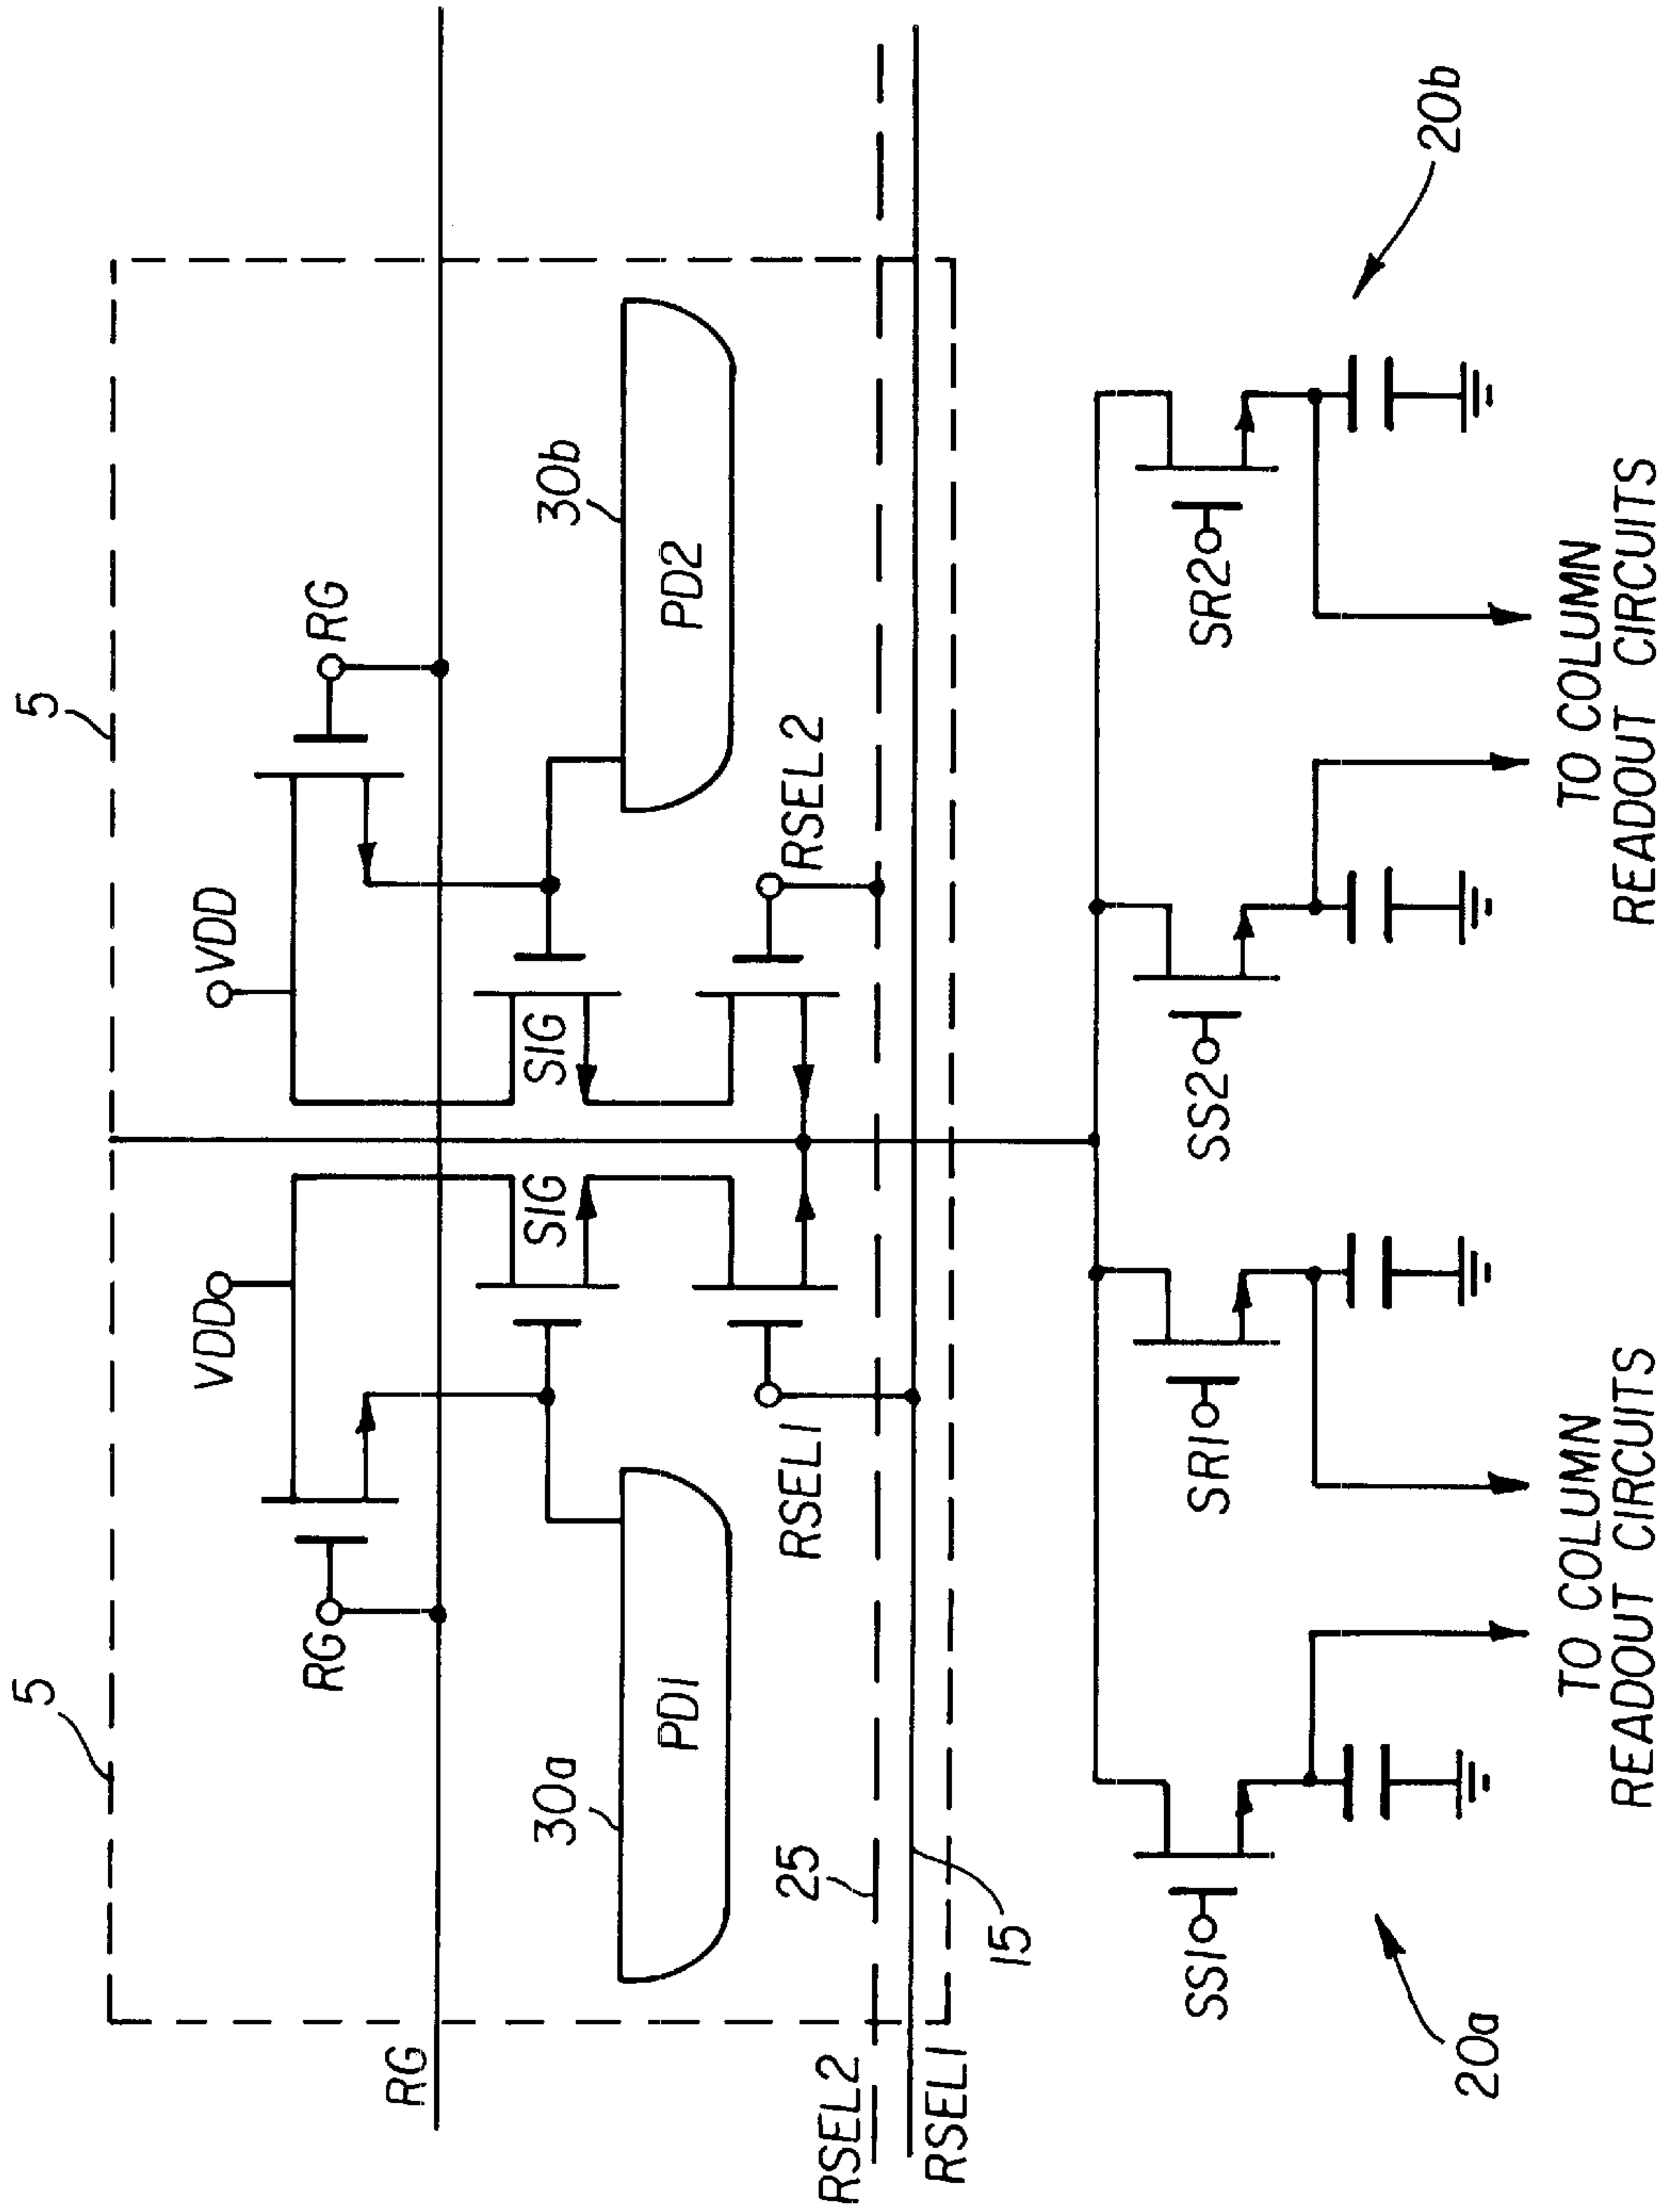 5
5
VDD
VDD
RG
RG
RG
SIG
SIG
30a
30b
PD1
PD2
RSEL1
RSEL2
25
RSEL2
RSEL1
15
SS1
SR1
SS2
SR2
20a
20b
TO COLUMN
READOUT CIRCUITS
TO COLUMN
READOUT CIRCUITS